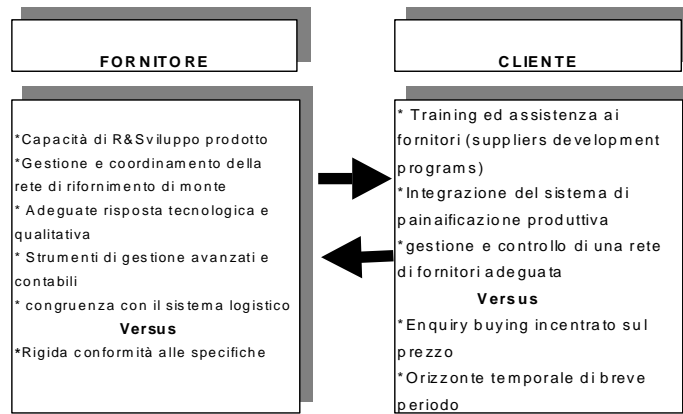 FORNITORE
CLIENTE
*Capacità di R&Sviluppo prodotto
*Gestione e coordinamento della
rete di rifornimento di monte
* Adeguate risposta tecnologica e
qualitativa
* Strumenti di gestione avanzati e
contabili
* congruenza con il sistema logistico
Versus
*Rigida conformità alle specifiche
* Training ed assistenza ai
fornitori (suppliers development
programs)
*Integrazione del sistema di
painaificazione produttiva
*gestione e controllo di una rete
di fornitori adeguata
Versus
*Enquiry buying incentrato sul
prezzo
*Orizzonte temporale di breve
periodo